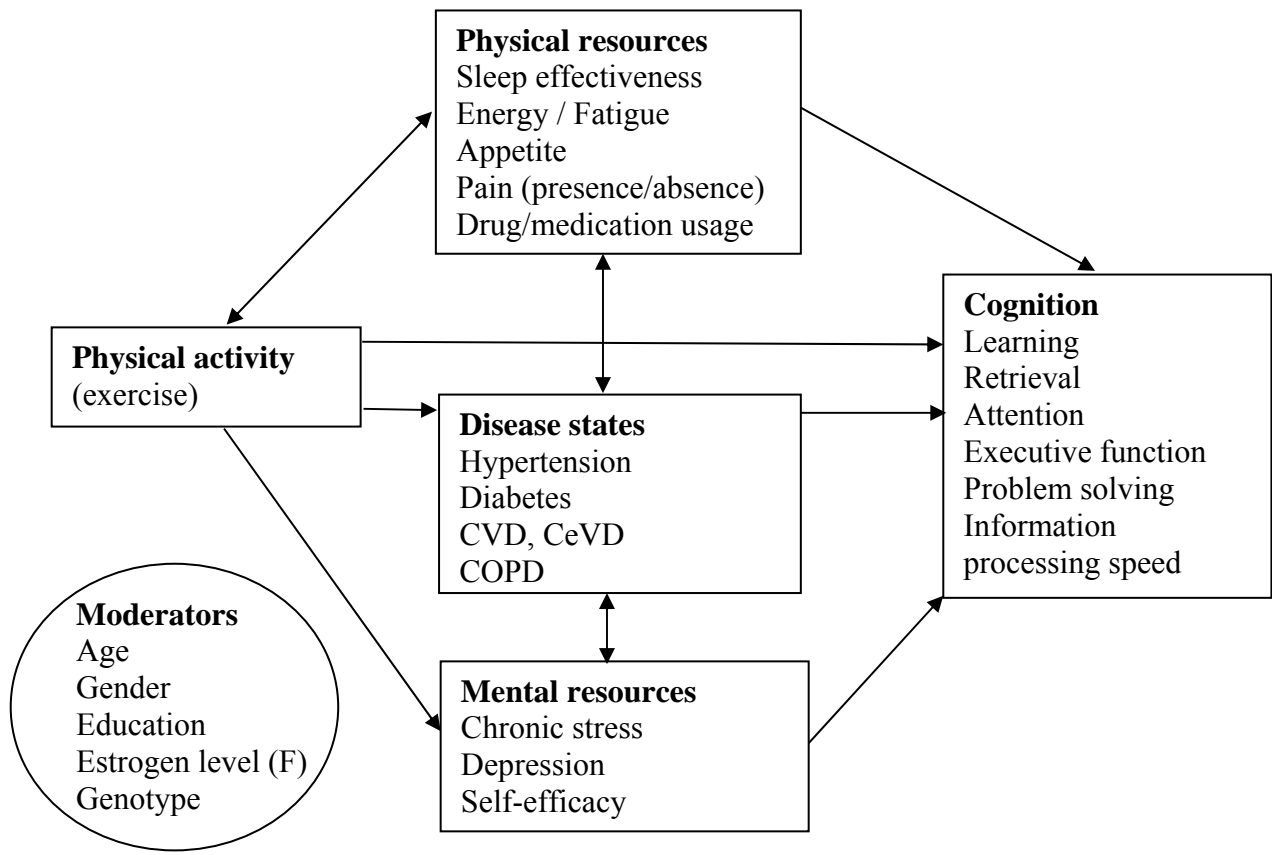 Physical resources
Sleep effectiveness
Energy / Fatigue
Appetite
Pain (presence/absence)
Drug/medication usage
Physical activity
(exercise)
Disease states
Hypertension
Diabetes
CVD, CeVD
COPD
Cognition
Learning
Retrieval
Attention
Executive function
Problem solving
Information
processing speed
Moderators
Age
Gender
Education
Estrogen level (F)
Genotype
Mental resources
Chronic stress
Depression
Self-efficacy